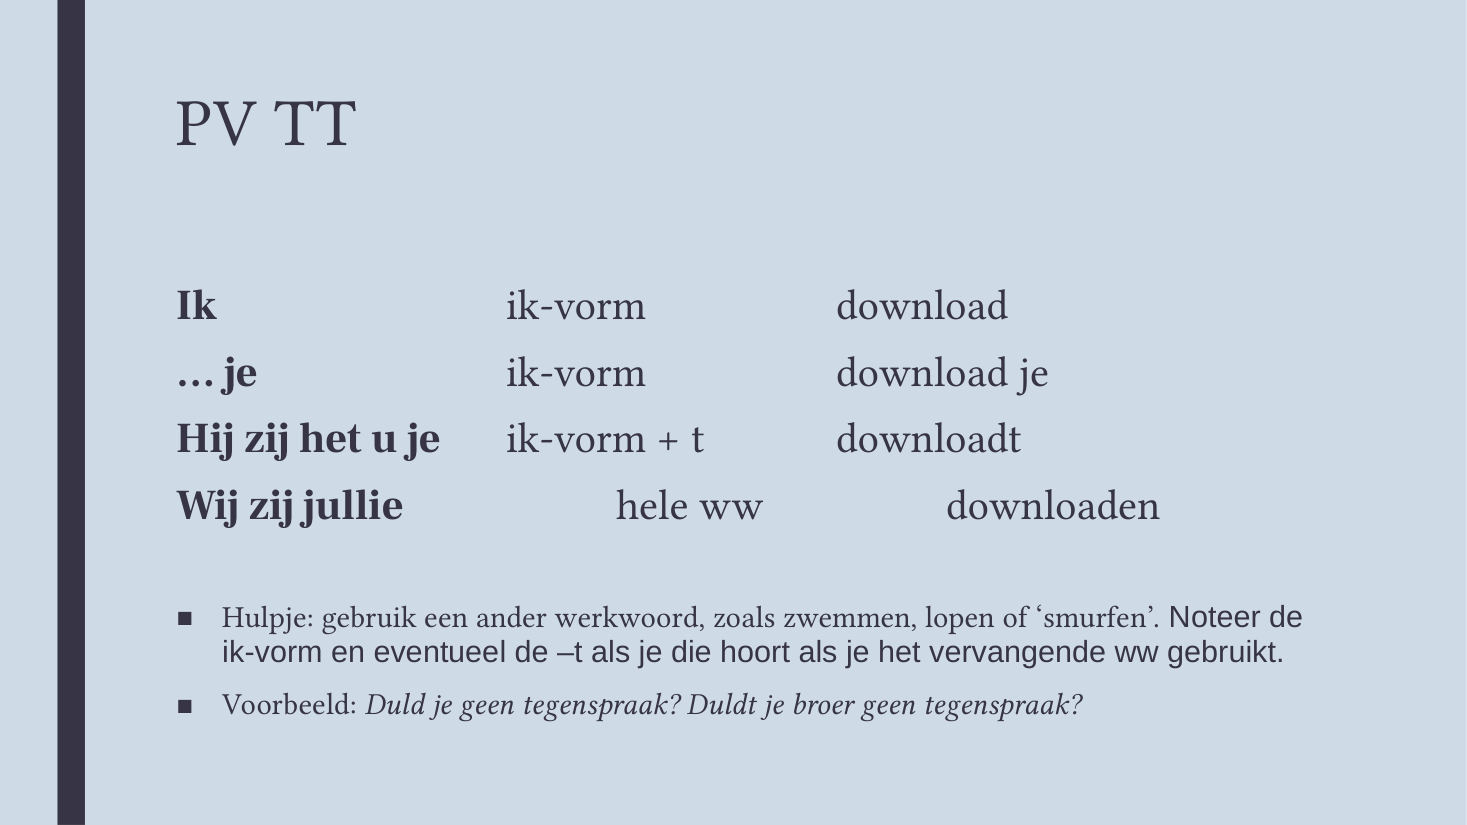 PV TT
Ik ik-vorm download
… je ik-vorm download je
Hij zij het u je ik-vorm + t downloadt
Wij zij jullie hele ww downloaden
■ Hulpje: gebruik een ander werkwoord, zoals zwemmen, lopen of ‘smurfen’. Noteer de
ik-vorm en eventueel de –t als je die hoort als je het vervangende ww gebruikt.
■ Voorbeeld: Duld je geen tegenspraak? Duldt je broer geen tegenspraak?